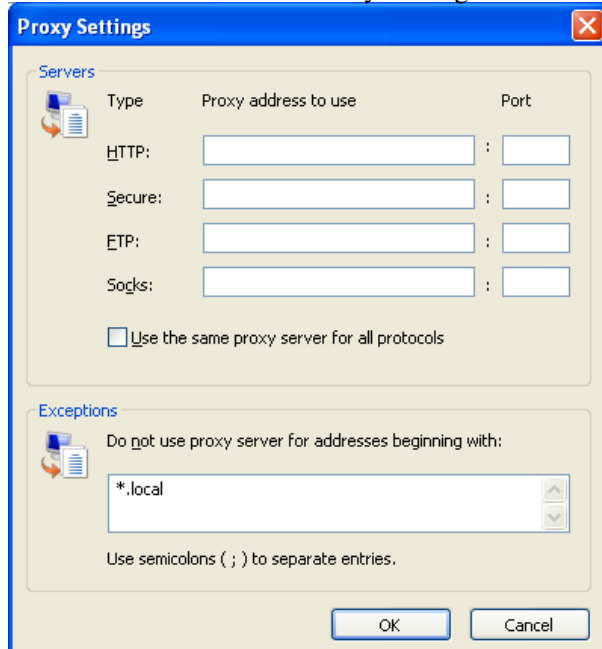 Proxy Settings
Servers
Type Proxy address to use Port
HTTP: :
Secure: :
FTP: :
Socks: :
Use the same proxy server for all protocols
Exceptions
Do not use proxy server for addresses beginning with:
*.local
Use semicolons ( ; ) to separate entries.
OK Cancel